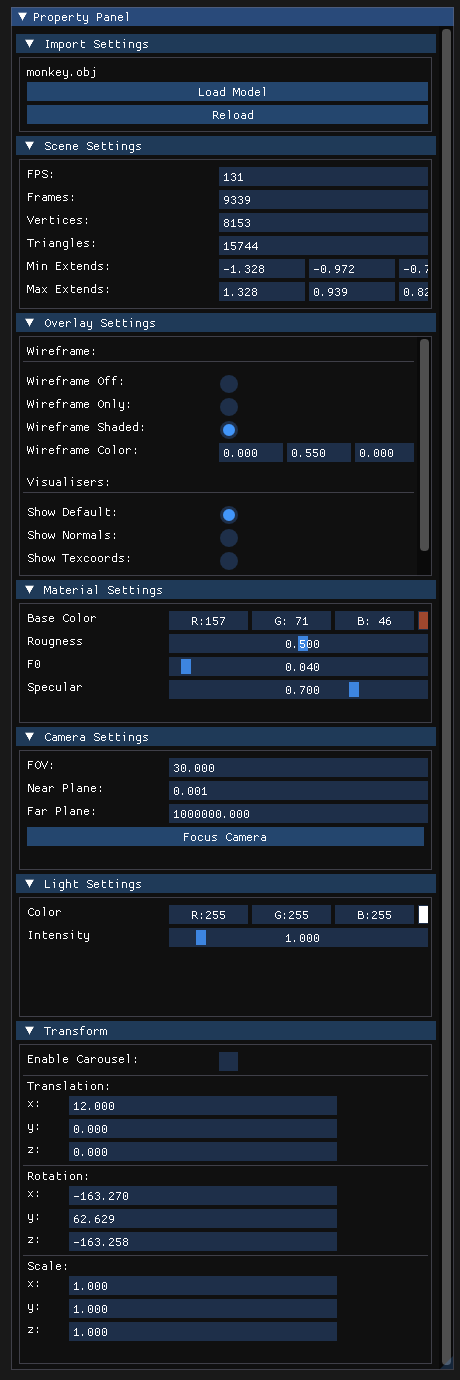 Property Panel
Import Settings
monkey.obj
Load Model
Reload
Scene Settings
FPS: 131
Frames: 9339
Vertices: 8153
Triangles: 15744
Min Extends: -1.328 -0.972 -0.7
Max Extends: 1.328 0.939 0.82
Overlay Settings
Wireframe:
Wireframe Off:
Wireframe Only:
Wireframe Shaded:
Wireframe Color: 0.000 0.550 0.000
Visualisers:
Show Default:
Show Normals:
Show Texcoords:
Material Settings
Base Color R:157 G: 71 B: 46
Rougness 0.500
F0 0.040
Specular 0.700
Camera Settings
FOV: 30.000
Near Plane: 0.001
Far Plane: 1000000.000
Focus Camera
Light Settings
Color R:255 G:255 B:255
Intensity 1.000
Transform
Enable Carousel:
Translation:
x: 12.000
y: 0.000
z: 0.000
Rotation:
x: -163.270
y: 62.629
z: -163.258
Scale:
x: 1.000
y: 1.000
z: 1.000